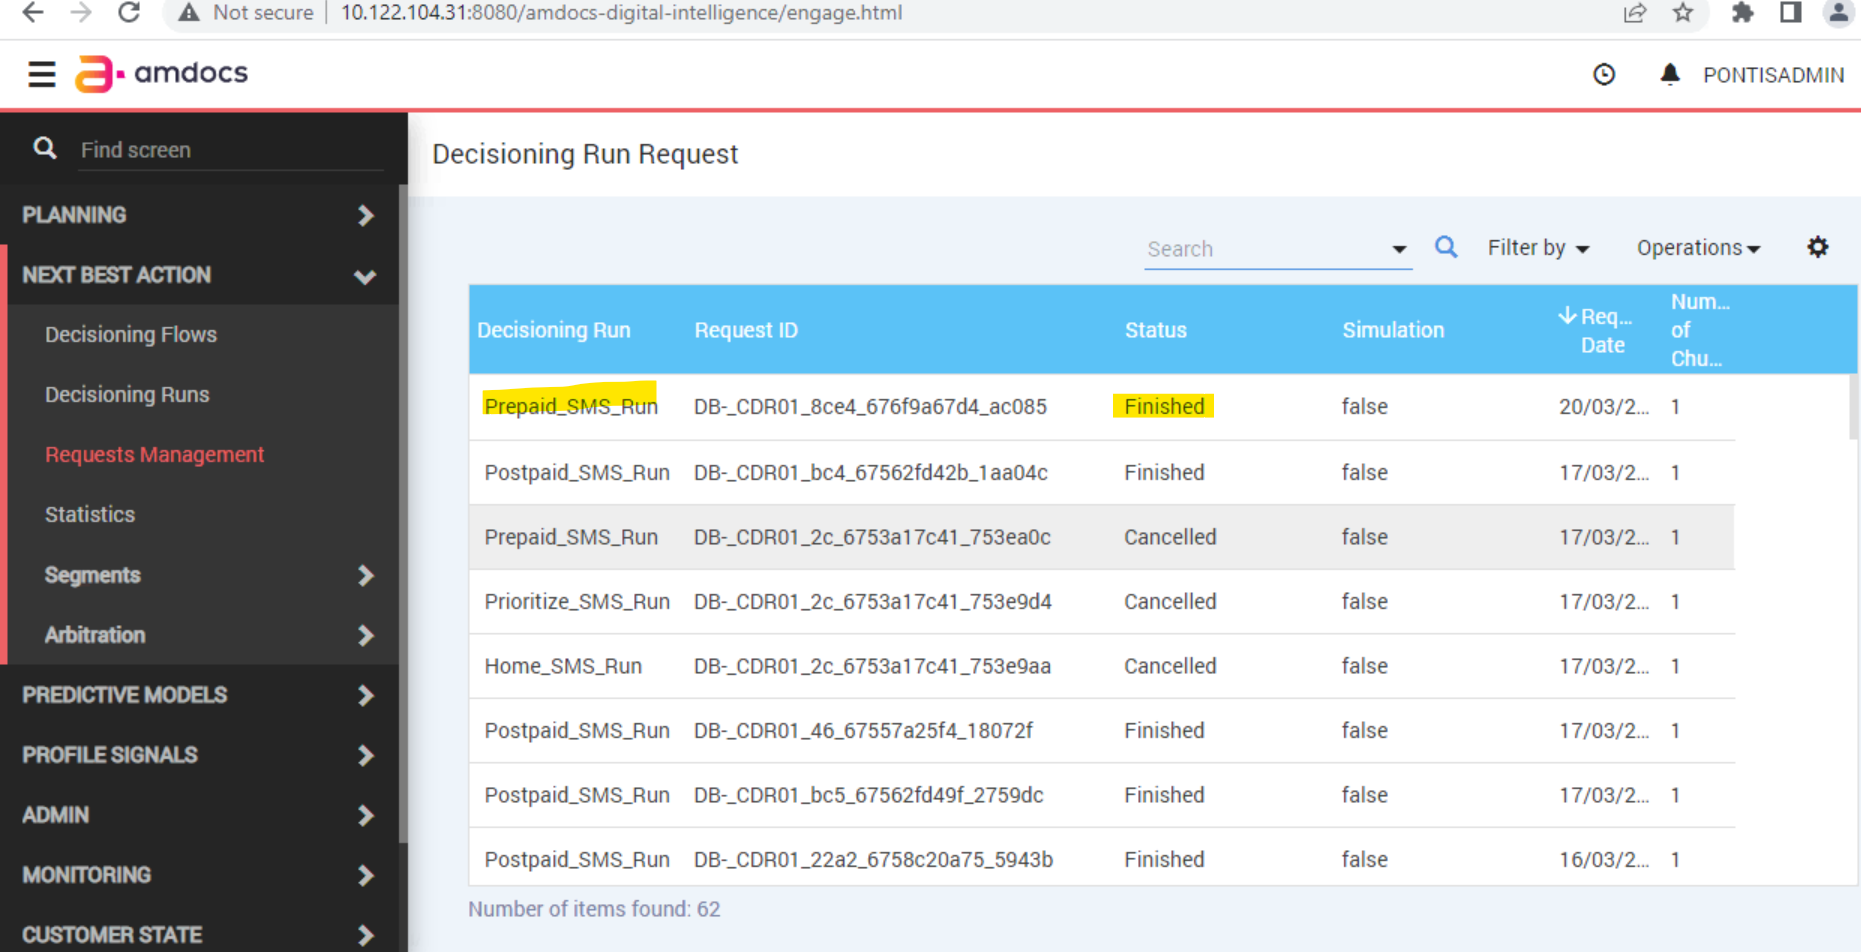 Not secure | 10.122.104.31:8080/amdocs-digital-intelligence/engage.html
amdocs
PONTISADMIN
Find screen
PLANNING
NEXT BEST ACTION
Decisioning Flows
Decisioning Runs
Requests Management
Statistics
Segments
Arbitration
PREDICTIVE MODELS
PROFILE SIGNALS
ADMIN
MONITORING
CUSTOMER STATE
Decisioning Run Request
Search Filter by Operations
Decisioning Run Request ID Status Simulation Req... Date Num... of Chu...
Prepaid_SMS_Run DB-_CDR01_8ce4_676f9a67d4_ac085 Finished false 20/03/2... 1
Postpaid_SMS_Run DB-_CDR01_bc4_67562fd42b_1aa04c Finished false 17/03/2... 1
Prepaid_SMS_Run DB-_CDR01_2c_6753a17c41_753ea0c Cancelled false 17/03/2... 1
Prioritize_SMS_Run DB-_CDR01_2c_6753a17c41_753e9d4 Cancelled false 17/03/2... 1
Home_SMS_Run DB-_CDR01_2c_6753a17c41_753e9aa Cancelled false 17/03/2... 1
Postpaid_SMS_Run DB-_CDR01_46_67557a25f4_18072f Finished false 17/03/2... 1
Postpaid_SMS_Run DB-_CDR01_bc5_67562fd49f_2759dc Finished false 17/03/2... 1
Postpaid_SMS_Run DB-_CDR01_22a2_6758c20a75_5943b Finished false 16/03/2... 1
Number of items found: 62